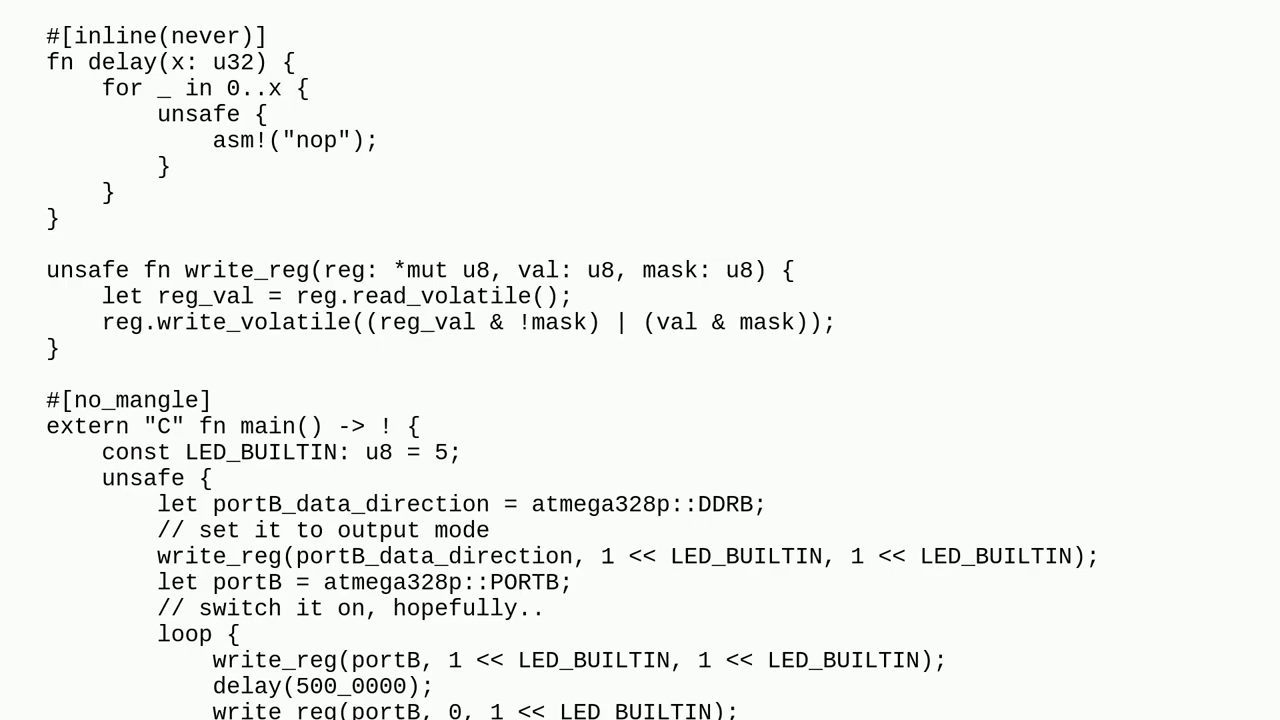 #[inline(never)]
fn delay(x: u32) {
    for _ in 0..x {
        unsafe {
            asm!("nop");
        }
    }
}

unsafe fn write_reg(reg: *mut u8, val: u8, mask: u8) {
    let reg_val = reg.read_volatile();
    reg.write_volatile((reg_val & !mask) | (val & mask));
}

#[no_mangle]
extern "C" fn main() -> ! {
    const LED_BUILTIN: u8 = 5;
    unsafe {
        let portB_data_direction = atmega328p::DDRB;
        // set it to output mode
        write_reg(portB_data_direction, 1 << LED_BUILTIN, 1 << LED_BUILTIN);
        let portB = atmega328p::PORTB;
        // switch it on, hopefully..
        loop {
            write_reg(portB, 1 << LED_BUILTIN, 1 << LED_BUILTIN);
            delay(500_0000);
            write_reg(portB, 0, 1 << LED_BUILTIN);